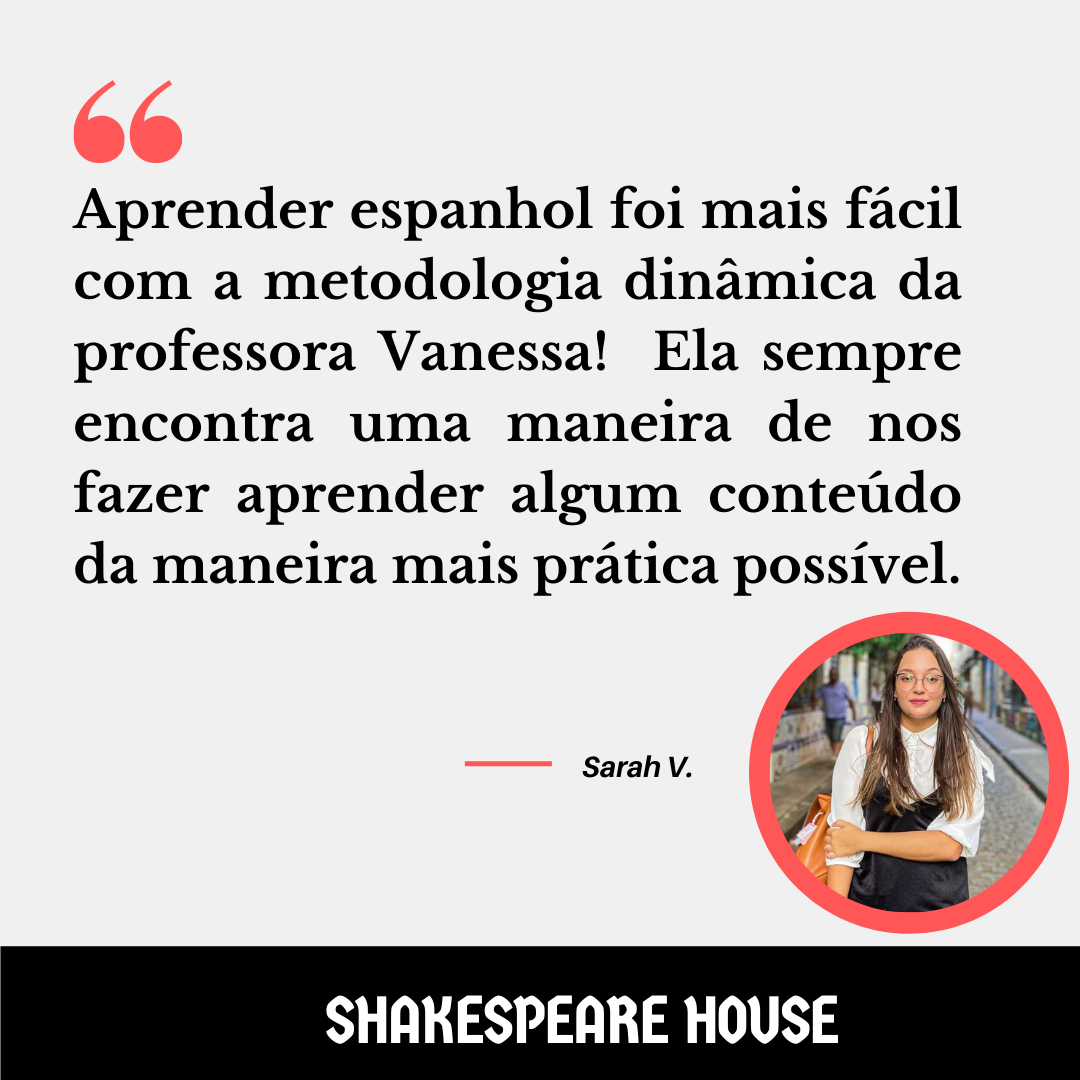 Aprender espanhol foi mais fácil
com a metodologia dinâmica da
professora Vanessa!  Ela sempre
encontra uma maneira de nos
fazer aprender algum conteúdo
da maneira mais prática possível.
Sarah V.
SHAKESPEARE HOUSE